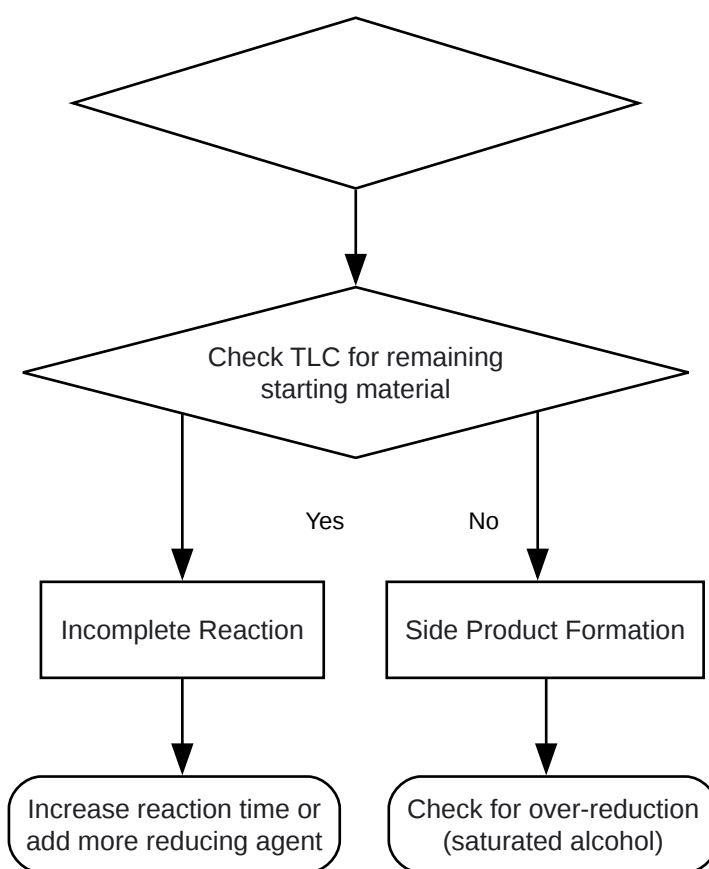 Check TLC for remaining
starting material
Yes
No
Incomplete Reaction
Side Product Formation
Increase reaction time or
add more reducing agent
Check for over-reduction
(saturated alcohol)